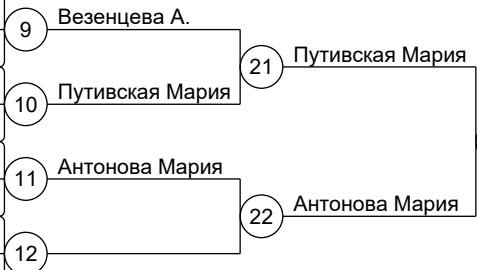 9 Везенцева А.
21 Путивская Мария
10 Путивская Мария
11 Антонова Мария
22 Антонова Мария
12